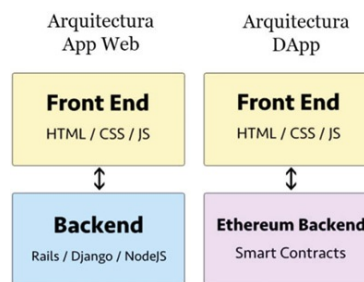 Arquitectura
App Web
Front End
HTML / CSS / JS
Backend
Rails / Django / NodeJS
Arquitectura
DApp
Front End
HTML / CSS / JS
Ethereum Backend
Smart Contracts